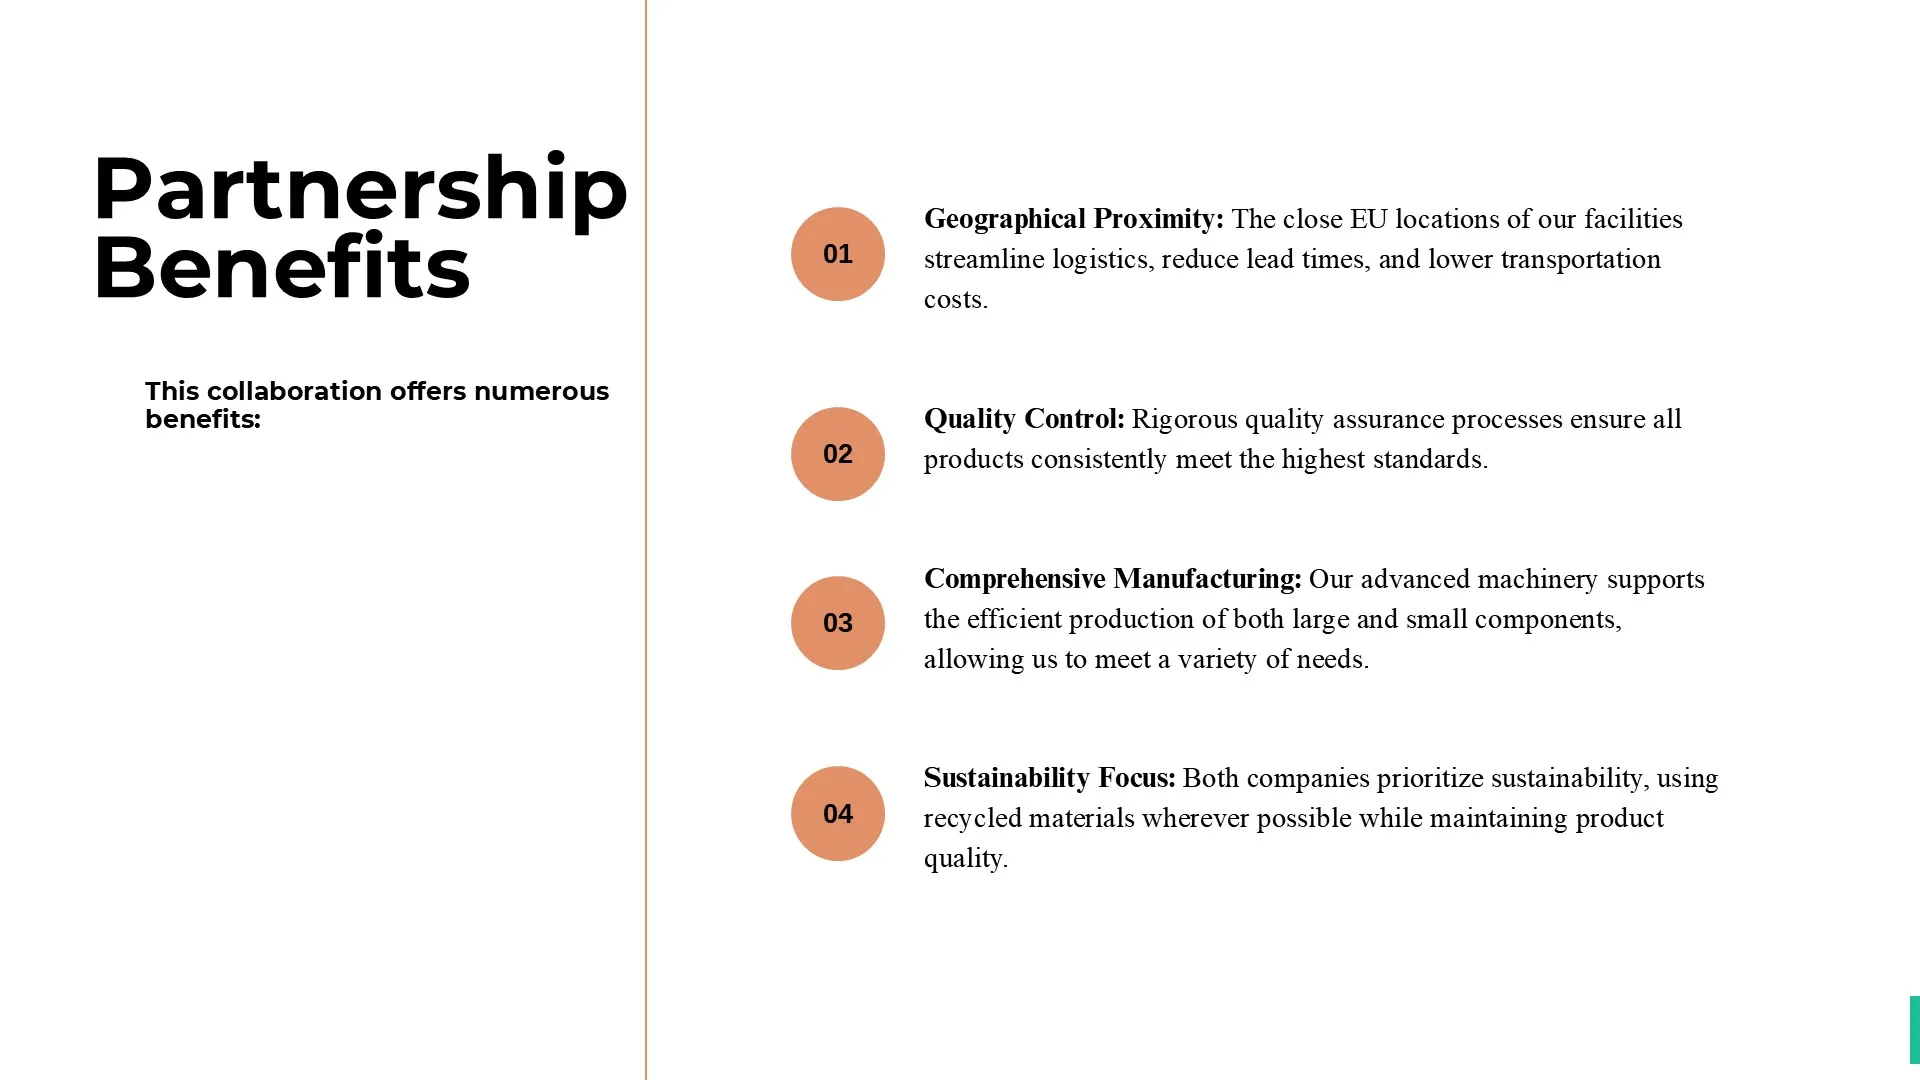 Partnership
Benefits
This collaboration offers numerous
benefits:
01
Geographical Proximity: The close EU locations of our facilities
streamline logistics, reduce lead times, and lower transportation
costs.
02
Quality Control: Rigorous quality assurance processes ensure all
products consistently meet the highest standards.
03
Comprehensive Manufacturing: Our advanced machinery supports
the efficient production of both large and small components,
allowing us to meet a variety of needs.
04
Sustainability Focus: Both companies prioritize sustainability, using
recycled materials wherever possible while maintaining product
quality.